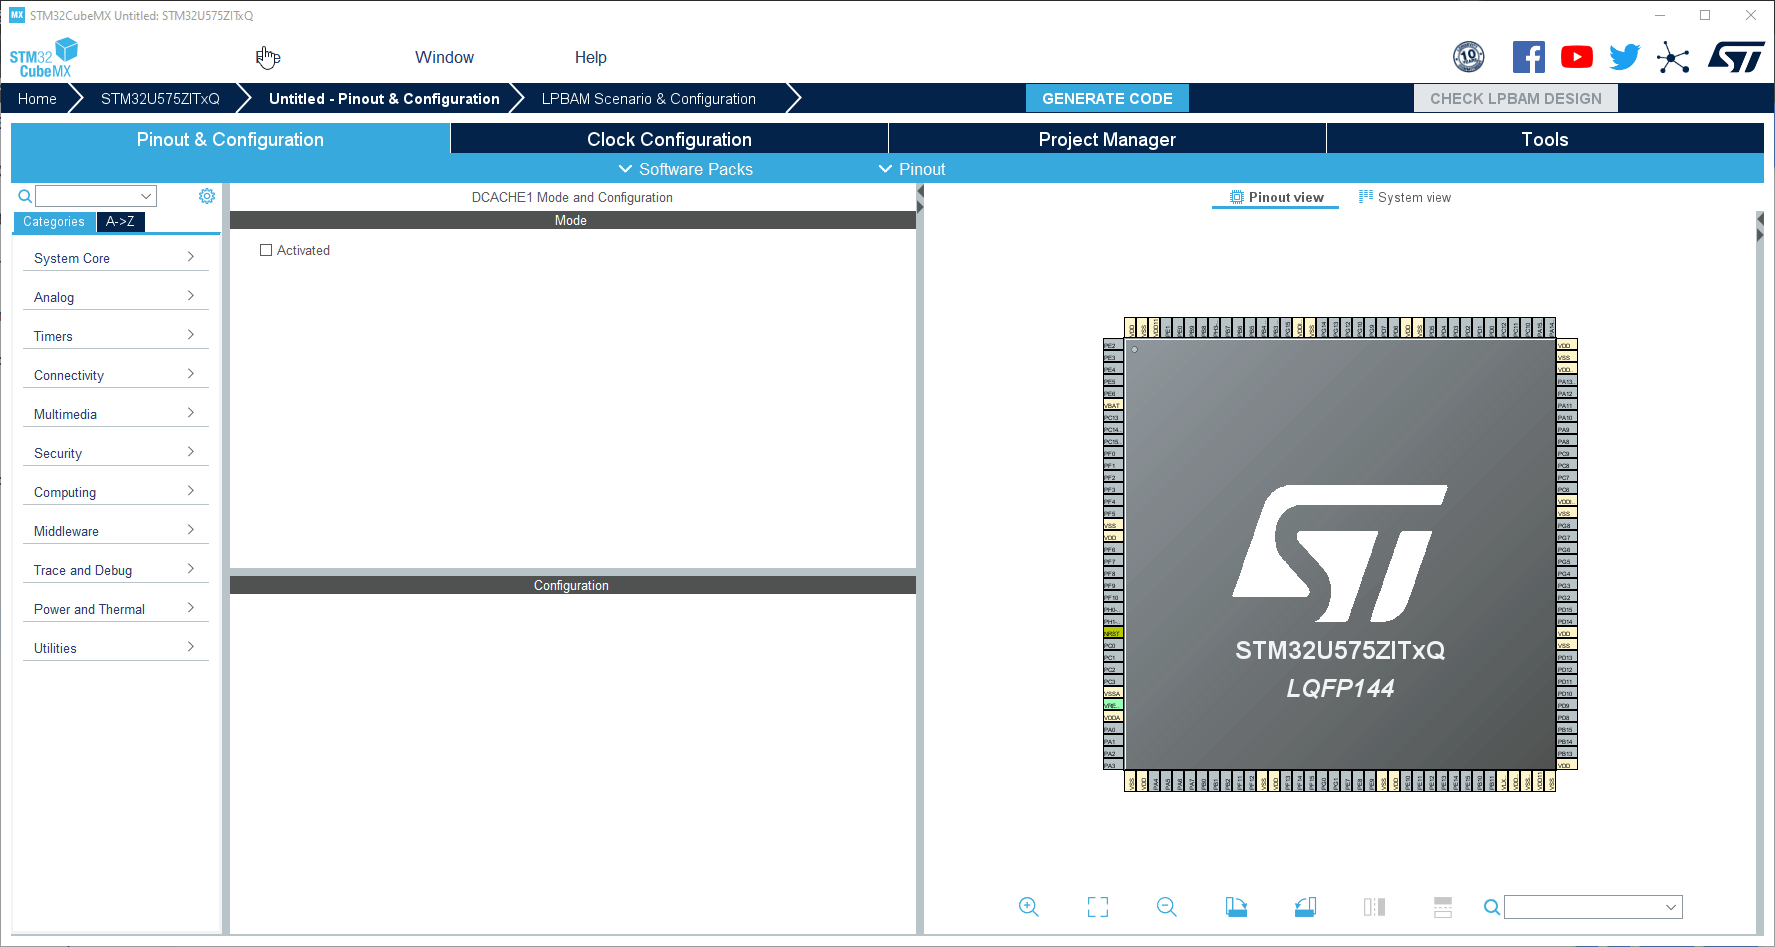 MX STM32CubeMX Untitled: STM32U575ZITxQ
STM32
CubeMX
Window
Help
10
Home
STM32U575ZITxQ
Untitled - Pinout & Configuration
LPBAM Scenario & Configuration
GENERATE CODE
CHECK LPBAM DESIGN
Pinout & Configuration
Clock Configuration
Project Manager
Tools
Software Packs
Pinout
DCACHE1 Mode and Configuration
Pinout view
System view
Categories
A->Z
Mode
Activated
System Core
Analog
Timers
Connectivity
Multimedia
Security
Computing
Middleware
Trace and Debug
Power and Thermal
Utilities
Configuration
PE2
PE3
PE4
PE5
PE6
VBAT
PC13
PC14..
PC15..
PF0
PF1
PF2
PF3
PF4
PF5
VSS
VDD
PF6
PF7
PF8
PF9
PF10
PH0-..
PH1-..
NRST
PC0
PC1
PC2
PC3
VSSA
VRE..
VDDA
PA0
PA1
PA2
PA3
VDD
VSS
VDD..
PA13..
PA12
PA11
PA10
PA9
PA8
PC9
PC8
PC7
PC6
VDDI..
VSS
PG8
PG7
PG6
PG5
PG4
PG3
PG2
PD15
PD14
VDD
VSS
PD13
PD12
PD11
PD10
PD9
PD8
PB15
PB14
PB13
VDD
ST
STM32U575ZITxQ
LQFP144